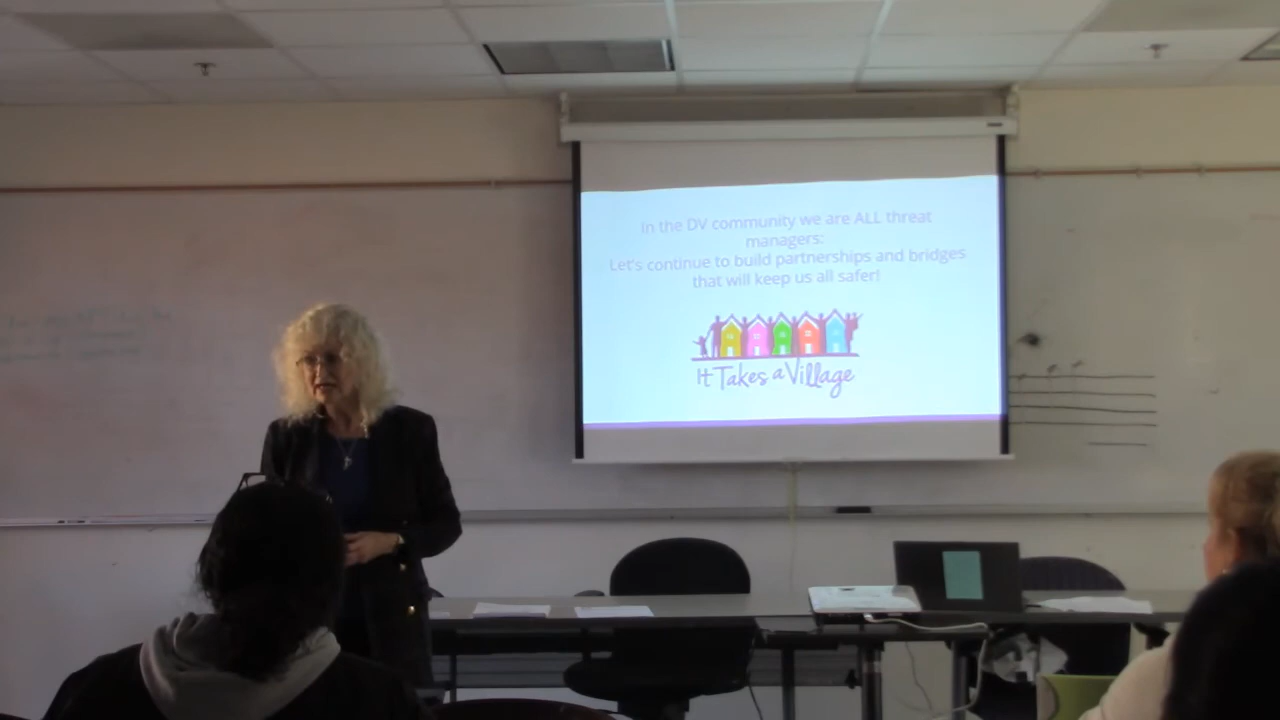 In the DV community we are ALL threat
managers:
Let's continue to build partnerships and bridges
that will keep us all safer!
It Takes a Village